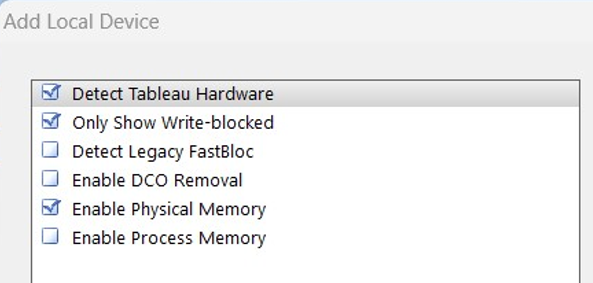 Add Local Device
Detect Tableau Hardware
Only Show Write-blocked
Detect Legacy FastBloc
Enable DCO Removal
Enable Physical Memory
Enable Process Memory